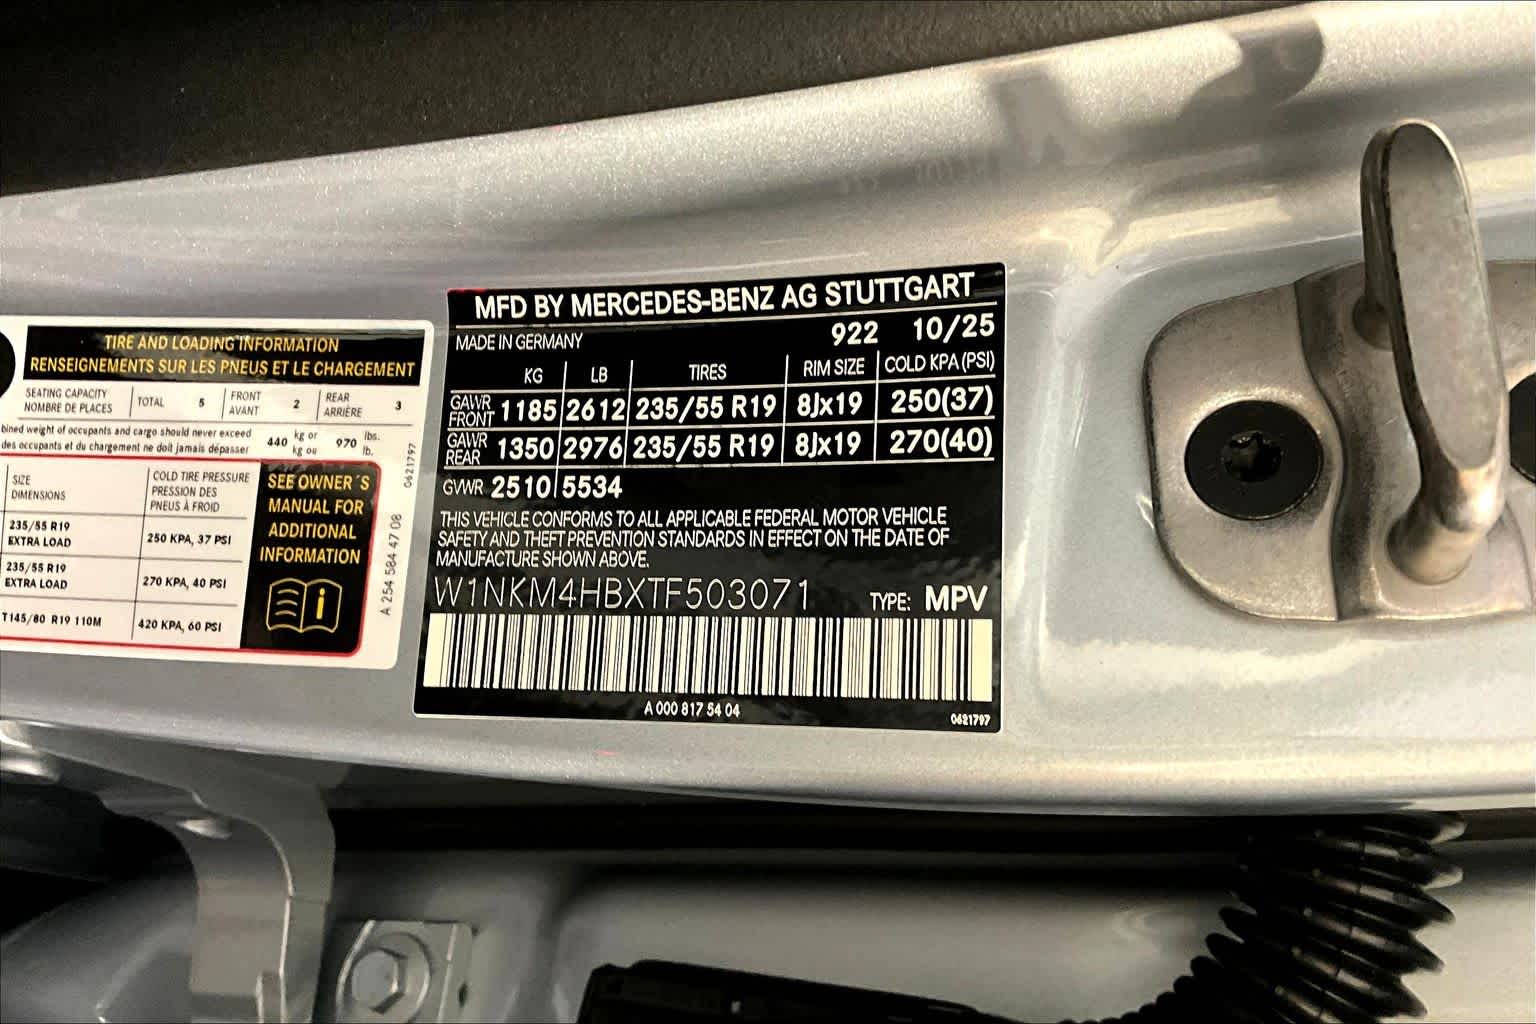 TIRE AND LOADING INFORMATION
RENSEIGNEMENTS SUR LES PNEUS ET LE CHARGEMENT
SEATING CAPACITY
NOMBRE DE PLACES
TOTAL 5
FRONT
AVANT
2
REAR
ARRIÈRE
3
bined weight of occupants and cargo should never exceed
des occupants et du chargement ne doit jamais dépasser
440 kg or
kg ou
970 lbs.
lb.
SIZE
DIMENSIONS
COLD TIRE PRESSURE
PRESSION DES
PNEUS À FROID
235/55 R19
EXTRA LOAD
250 KPA, 37 PSI
235/55 R19
EXTRA LOAD
270 KPA, 40 PSI
T145/80 R19 110M
420 KPA, 60 PSI
SEE OWNER´S
MANUAL FOR
ADDITIONAL
INFORMATION
i
A 254 584 47 08
0621797
MFD BY MERCEDES-BENZ AG STUTTGART
MADE IN GERMANY 922 10/25
KG LB TIRES RIM SIZE COLD KPA (PSI)
GAWR
FRONT
1185 2612 235/55 R19 8Jx19 250(37)
GAWR
REAR
1350 2976 235/55 R19 8Jx19 270(40)
GVWR 2510 5534
THIS VEHICLE CONFORMS TO ALL APPLICABLE FEDERAL MOTOR VEHICLE
SAFETY AND THEFT PREVENTION STANDARDS IN EFFECT ON THE DATE OF
MANUFACTURE SHOWN ABOVE.
W1NKM4HBXTF503071 TYPE: MPV
A 000 817 54 04
0621797